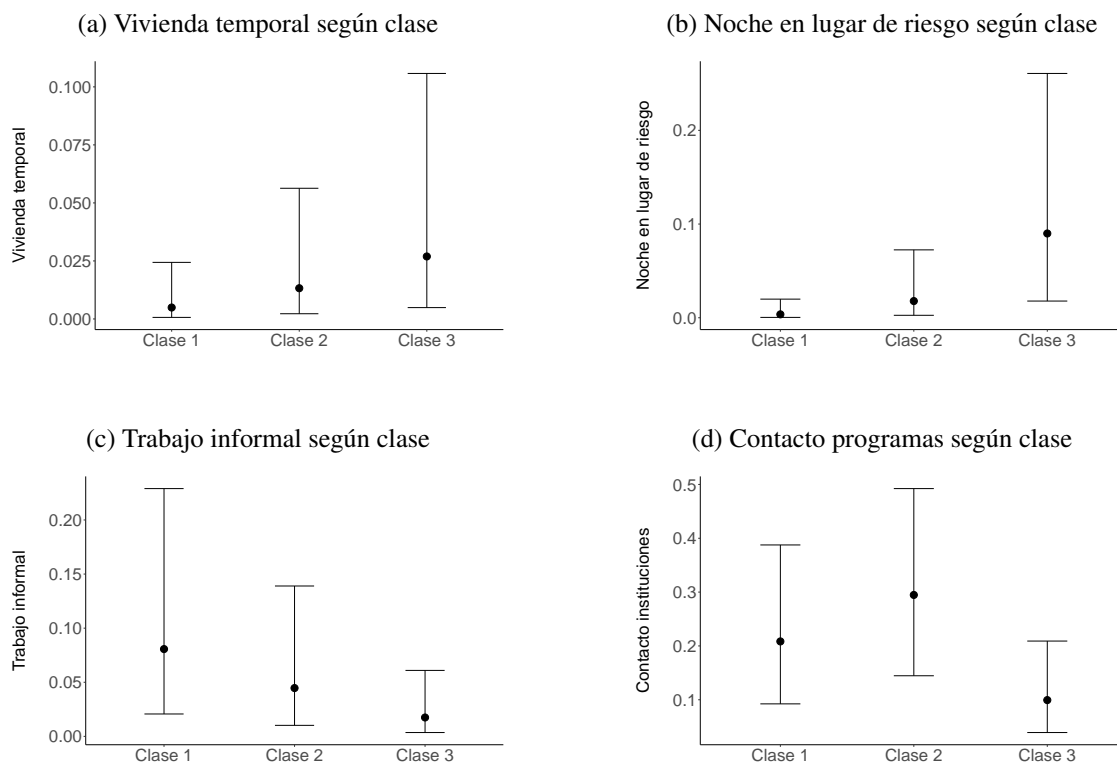 (a) Vivienda temporal según clase
Vivienda temporal
0.100
0.075
0.050
0.025
0.000
Clase 1 Clase 2 Clase 3
(b) Noche en lugar de riesgo según clase
Noche en lugar de riesgo
0.2
0.1
0.0
Clase 1 Clase 2 Clase 3
(c) Trabajo informal según clase
Trabajo informal
0.20
0.15
0.10
0.05
0.00
Clase 1 Clase 2 Clase 3
(d) Contacto programas según clase
Contacto instituciones
0.5
0.4
0.3
0.2
0.1
Clase 1 Clase 2 Clase 3